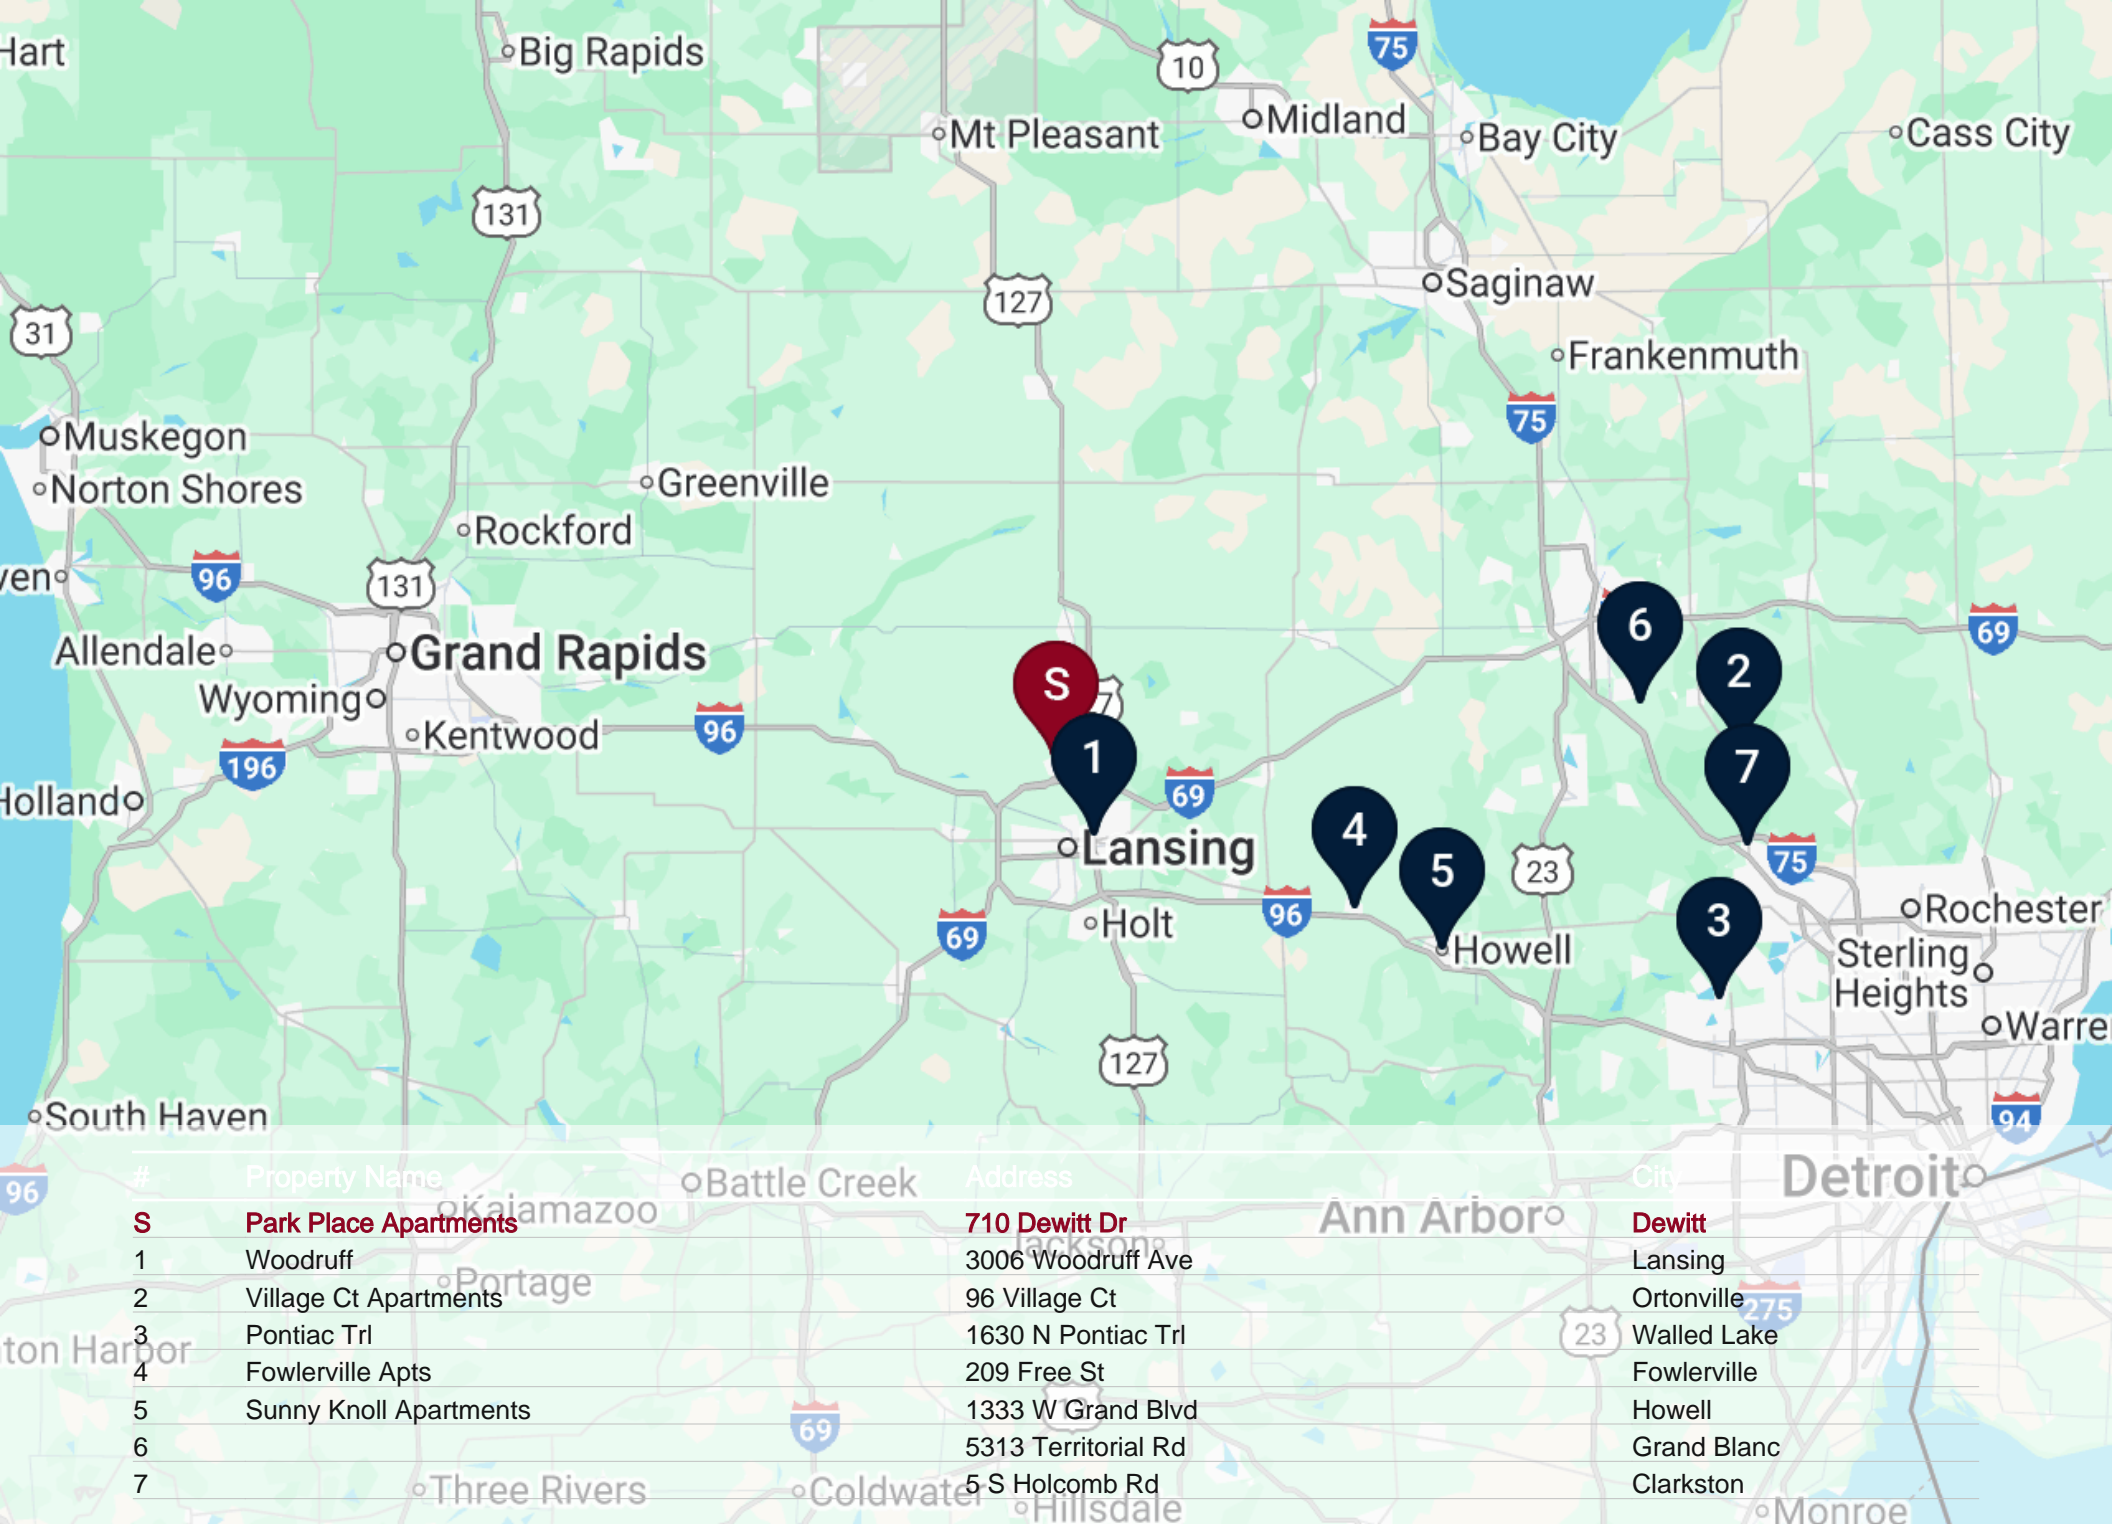 Hart
Big Rapids
75
10
Midland
Mt Pleasant
Bay City
Cass City
131
127
Saginaw
31
Frankenmuth
75
Muskegon
Norton Shores
Greenville
Rockford
96
131
ven
6
69
Allendale
Grand Rapids
S
2
Wyoming
7
96
Kentwood
1
7
196
69
Holland
4
Lansing
5
23
75
96
3
Rochester
69
Holt
Howell
Sterling
Heights
Warre
127
South Haven
94
# Property Name Address City
96
Battle Creek
Detroit
Kalamazoo
Ann Arbor
S Park Place Apartments 710 Dewitt Dr Dewitt
Jackson
1 Woodruff 3006 Woodruff Ave Lansing
Portage
2 Village Ct Apartments 96 Village Ct Ortonville
275
3 Pontiac Trl 1630 N Pontiac Trl Walled Lake
23
ton Harbor
4 Fowlerville Apts 209 Free St Fowlerville
5 Sunny Knoll Apartments 1333 W Grand Blvd Howell
69
6 5313 Territorial Rd Grand Blanc
7 5 S Holcomb Rd Clarkston
Three Rivers
Coldwater
Hillsdale
Monroe